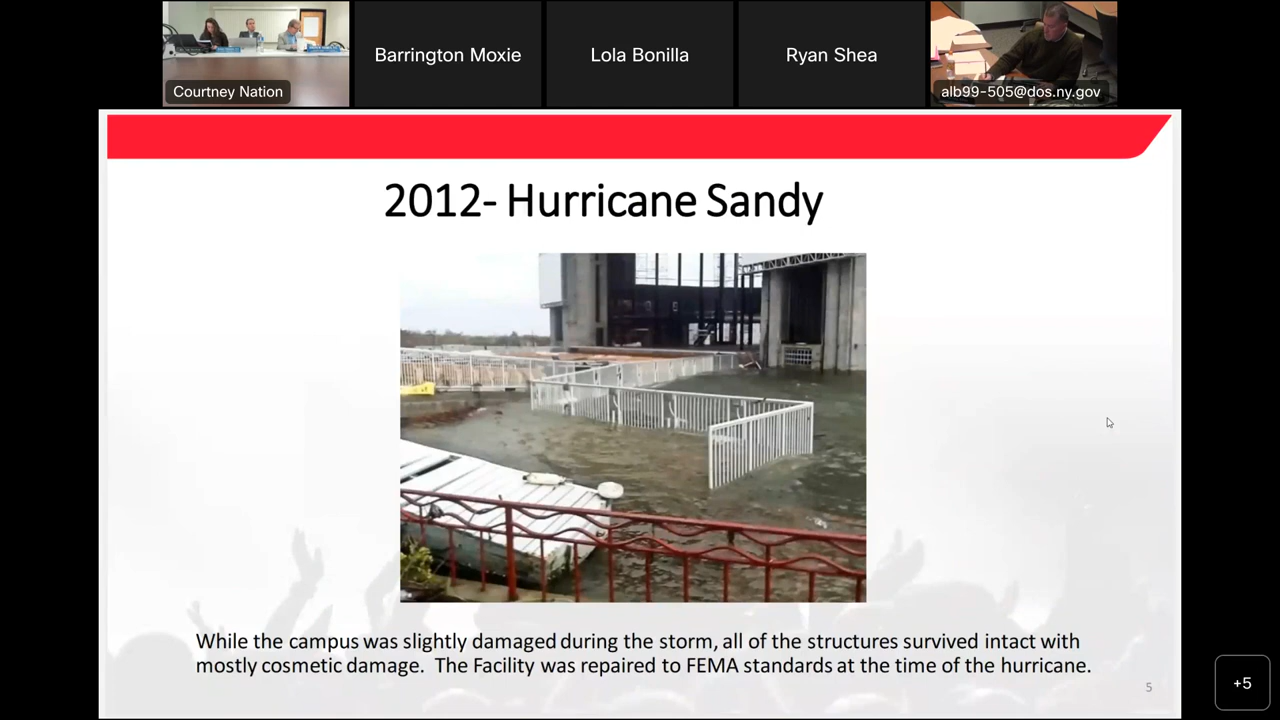 Courtney Nation
Barrington Moxie
Lola Bonilla
Ryan Shea
alb99-505@dos.ny.gov
2012- Hurricane Sandy
While the campus was slightly damaged during the storm, all of the structures survived intact with
mostly cosmetic damage. The Facility was repaired to FEMA standards at the time of the hurricane.
5
+5